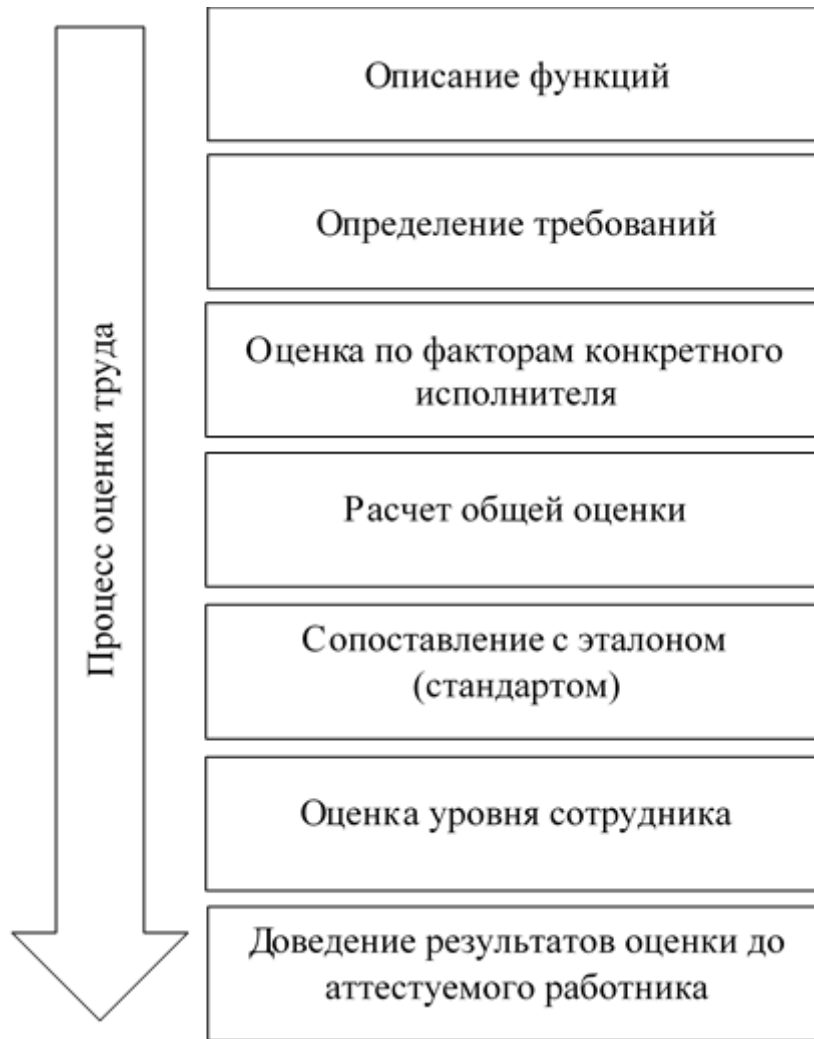 Процесс оценки труда
Описание функций
Определение требований
Оценка по факторам конкретного
исполнителя
Расчет общей оценки
Сопоставление с эталоном
(стандартом)
Оценка уровня сотрудника
Доведение результатов оценки до
аттестуемого работника